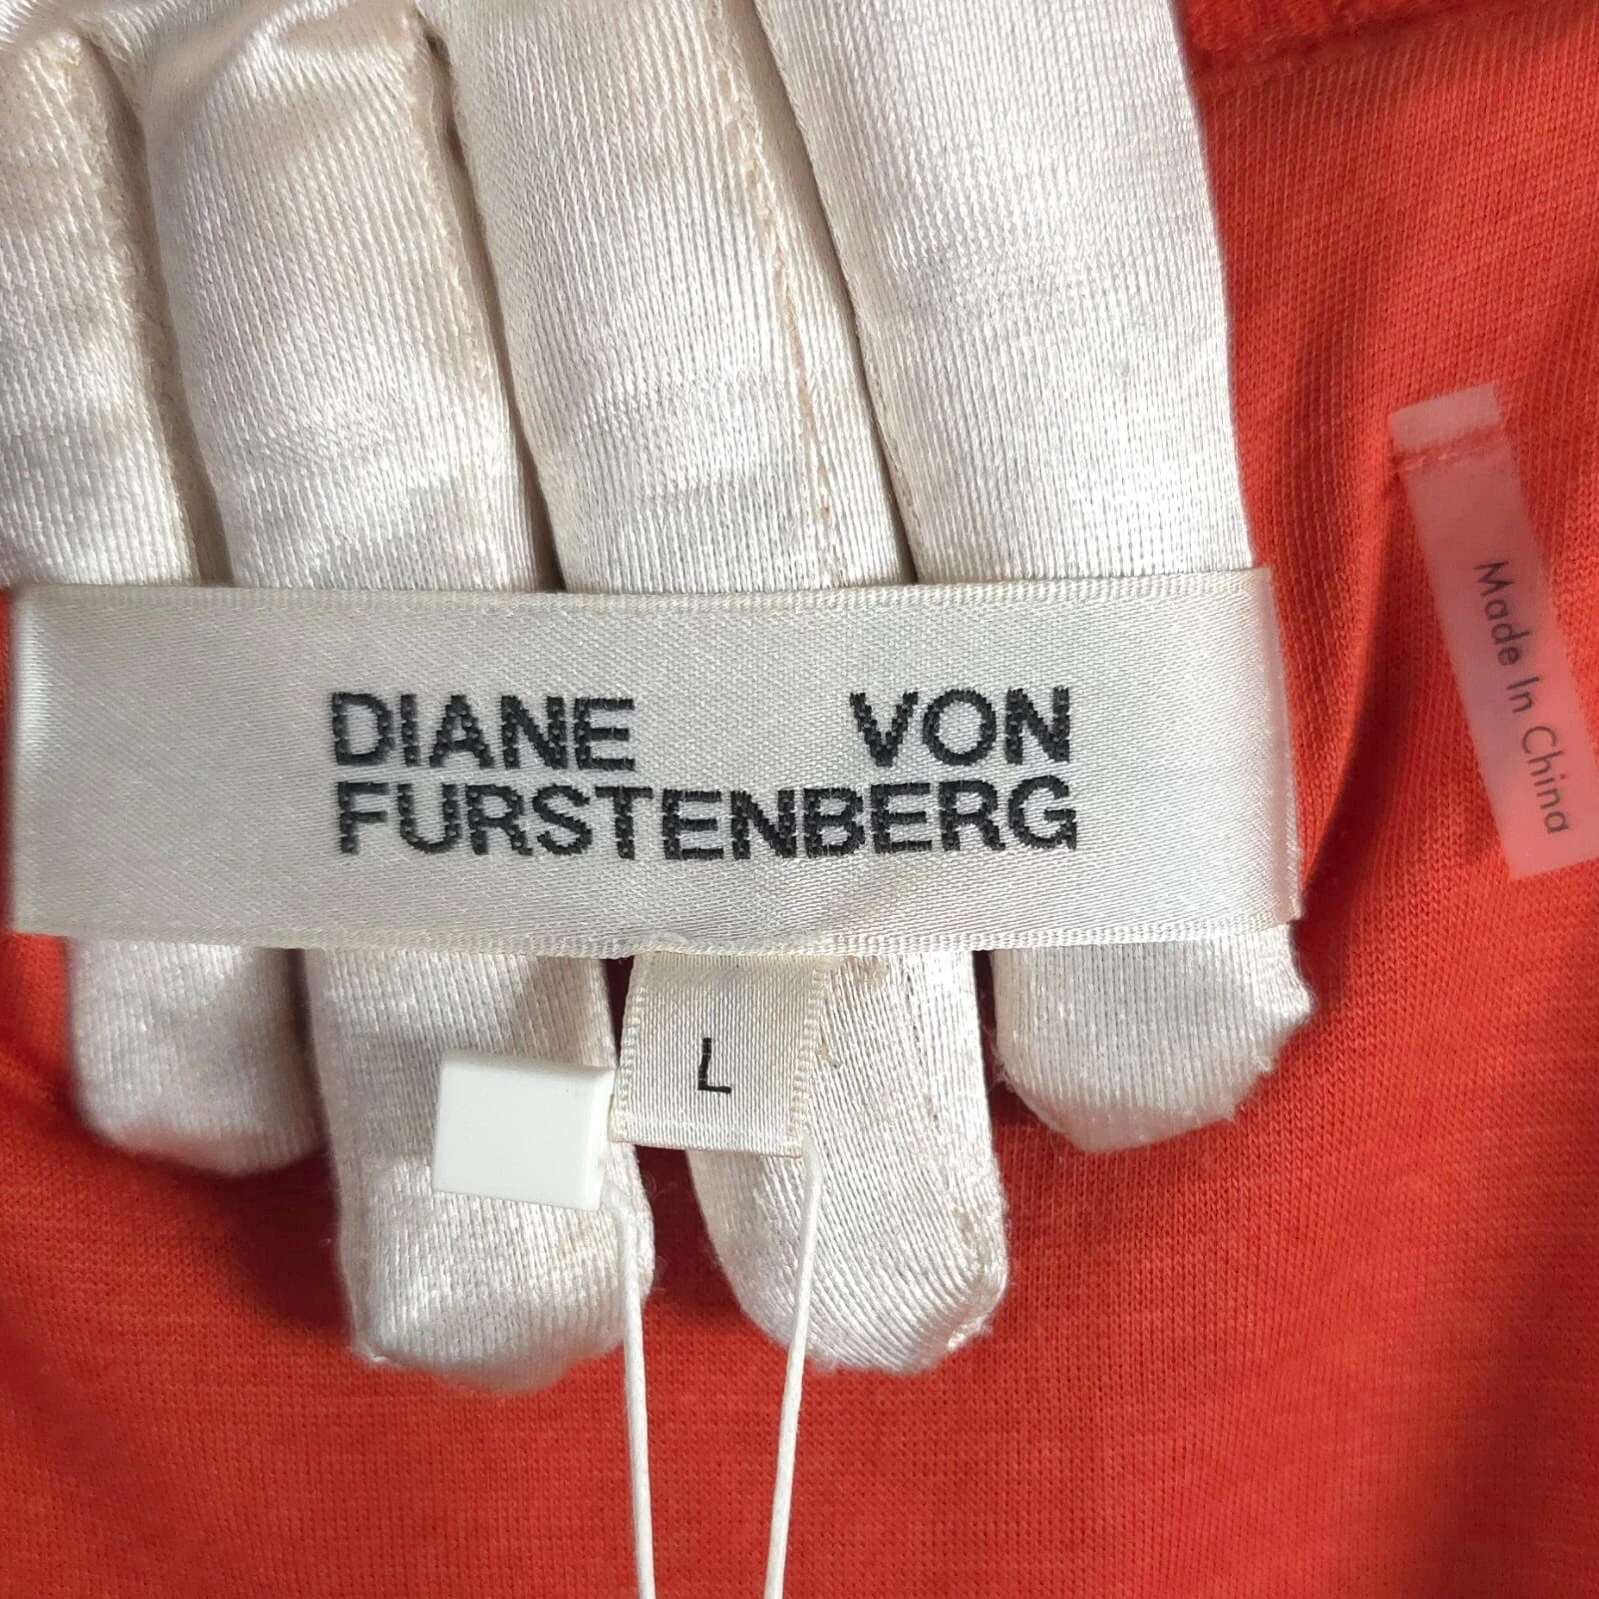 DIANE VON
FURSTENBERG
L
Made In China